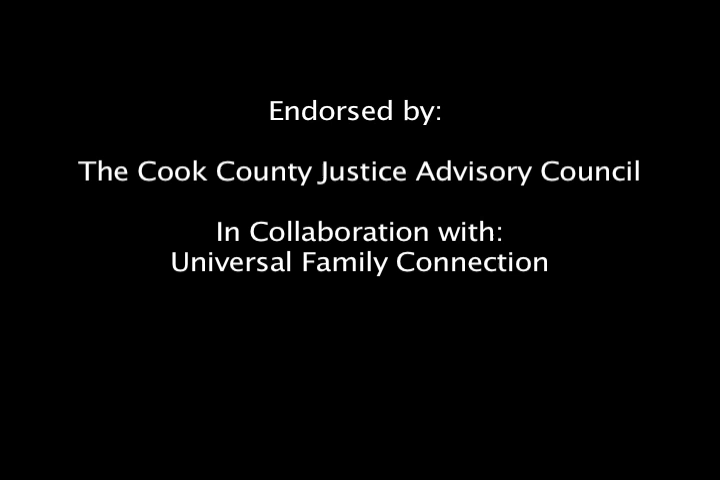 Endorsed by:
The Cook County Justice Advisory Council
In Collaboration with:
Universal Family Connection